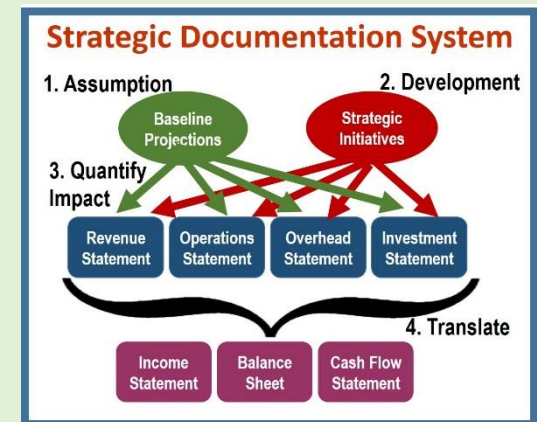 Strategic Documentation System
1. Assumption
2. Development
Baseline
Projections
Strategic
Initiatives
3. Quantify
Impact
Revenue
Statement
Operations
Statement
Overhead
Statement
Investment
Statement
4. Translate
Income
Statement
Balance
Sheet
Cash Flow
Statement